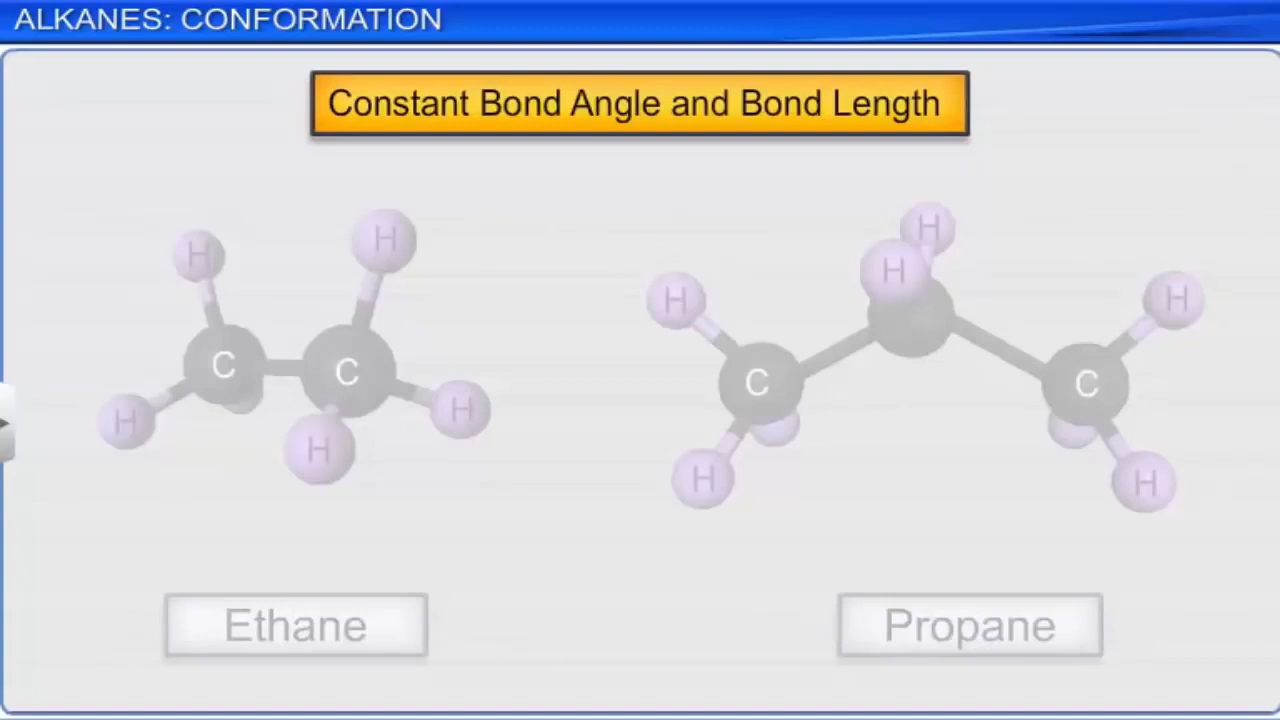 ALKANES: CONFORMATION
Constant Bond Angle and Bond Length
H
H
H
H
H
H
H
C
C
C
C
H
H
H
H
H
Ethane
Propane